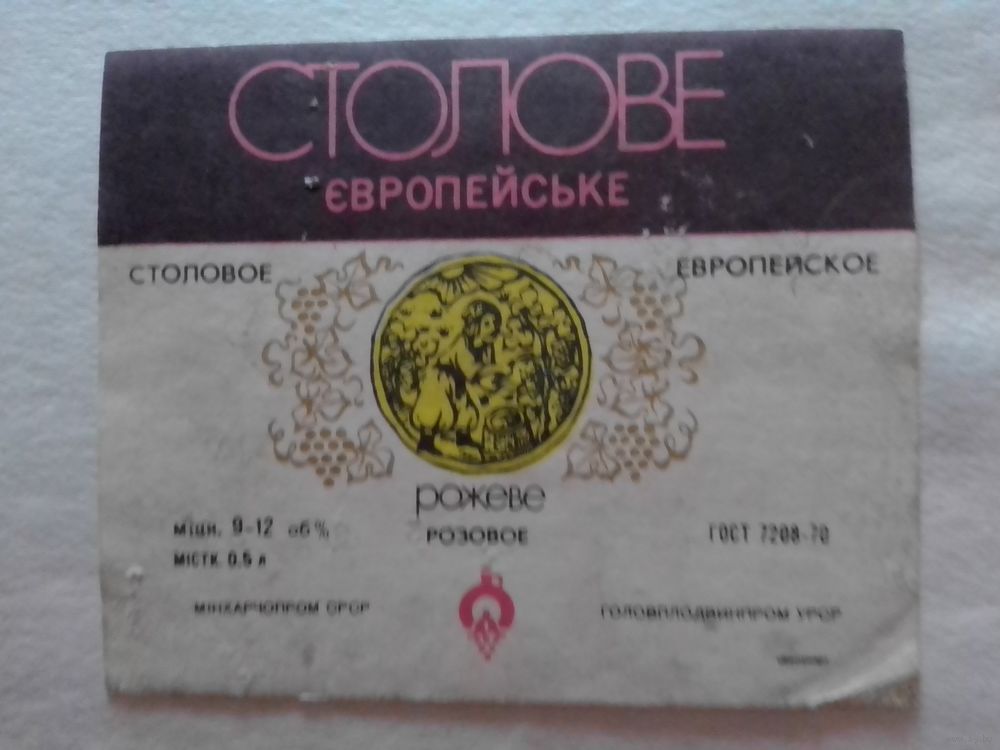 СТОЛОВЕ
ЄВРОПЕЙСЬКЕ
СТОЛОВОЕ ЕВРОПЕЙСКОЕ
рожеве
РОЗОВОЕ
міцн. 9-12 об% ГОСТ 7208-70
МІСТК. 0.5 л
МІНХАРЧОПРОМ СРСР ГОЛОВПЛОДВИНПРОМ УРСР